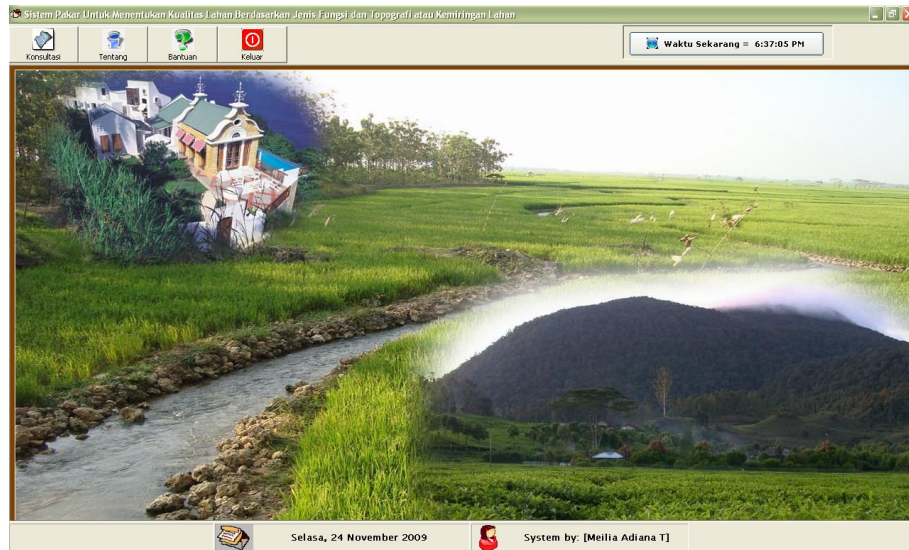 Sistem Pakar Untuk Menentukan Kualitas Lahan Berdasarkan Jenis Fungsi dan Topografi atau Kemiringan Lahan
Konsultasi Tentang Bantuan Keluar
Waktu Sekarang = 6:37:05 PM
Selasa, 24 November 2009 System by: [Meilia Adiana T]